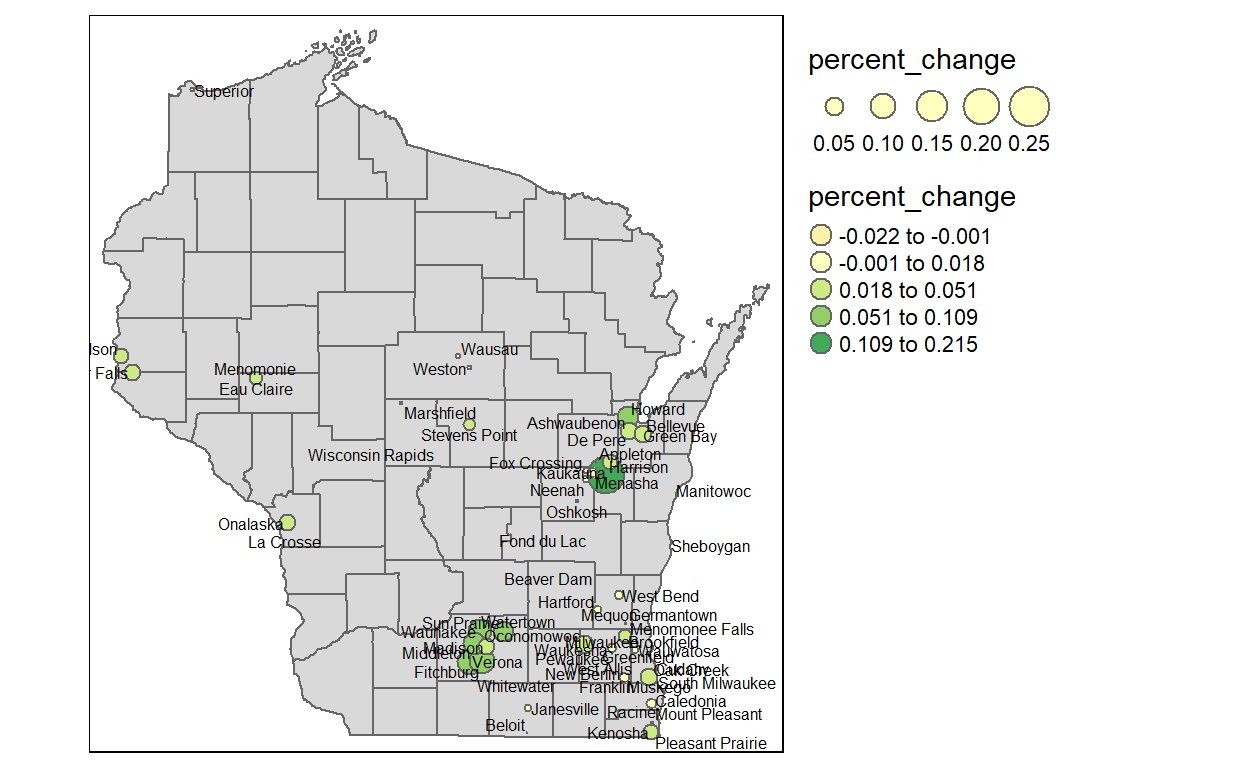 percent_change
0.05 0.10 0.15 0.20 0.25
percent_change
-0.022 to -0.001
-0.001 to 0.018
0.018 to 0.051
0.051 to 0.109
0.109 to 0.215
Superior
lson
r Falls
Menomonie
Eau Claire
Wausau
Weston
Marshfield
Stevens Point
Wisconsin Rapids
Howard
Ashwaubenon
Bellevue
De Pere
Green Bay
Appleton
Fox Crossing
Harrison
Kaukauna
Menasha
Neenah
Manitowoc
Oshkosh
Onalaska
La Crosse
Fond du Lac
Sheboygan
Beaver Dam
West Bend
Hartford
Mequon
Germantown
Sun Prairie
Watertown
Menomonee Falls
Waunakee
Oconomowoc
Milwaukee
Brookfield
Madison
Waukesha
Wauwatosa
Middleton
Pewaukee
Greenfield
Verona
West Allis
Cudahy
Oak Creek
Fitchburg
New Berlin
South Milwaukee
Whitewater
Franklin
Muskego
Caledonia
Janesville
Racine
Mount Pleasant
Beloit
Kenosha
Pleasant Prairie